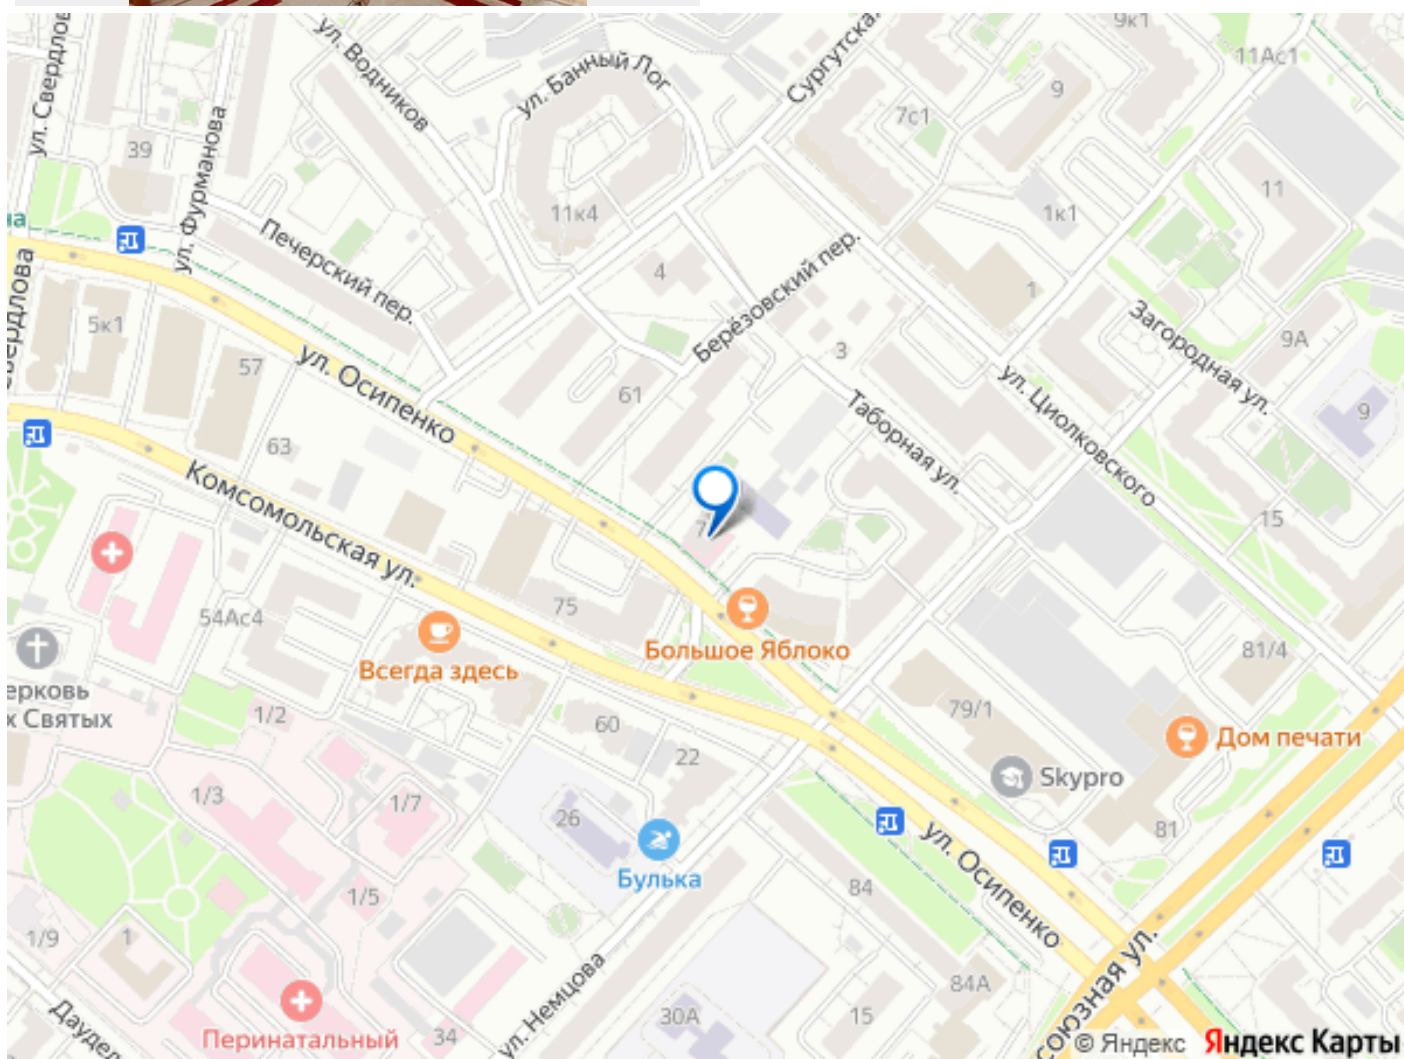 ул. Свердлов
ул. Водников
ул. Банный Лог
Сургутская
9к1
11Ас1
9
7с1
39
ул. Фурманова
11
11к4
1к1
на
Печерский пер.
4
Берёзовский пер.
1
Свердлова
5к1
57
ул. Осипенко
61
3
Загородная ул.
9А
9
63
Таборная ул.
ул. Циолковского
Комсомольская ул.
15
54Ас4
75
Большое Яблоко
Всегда здесь
81/4
ерковь
х Святых
1/2
60
22
79/1
Дом печати
Skypro
1/3
1/7
26
81
Булька
ул. Осипенко
1/5
84
1/9
1
84А
ул. Немцова
30А
15
34
Перинатальный
Даудел
союзная ул.
© Яндекс Яндекс Карты